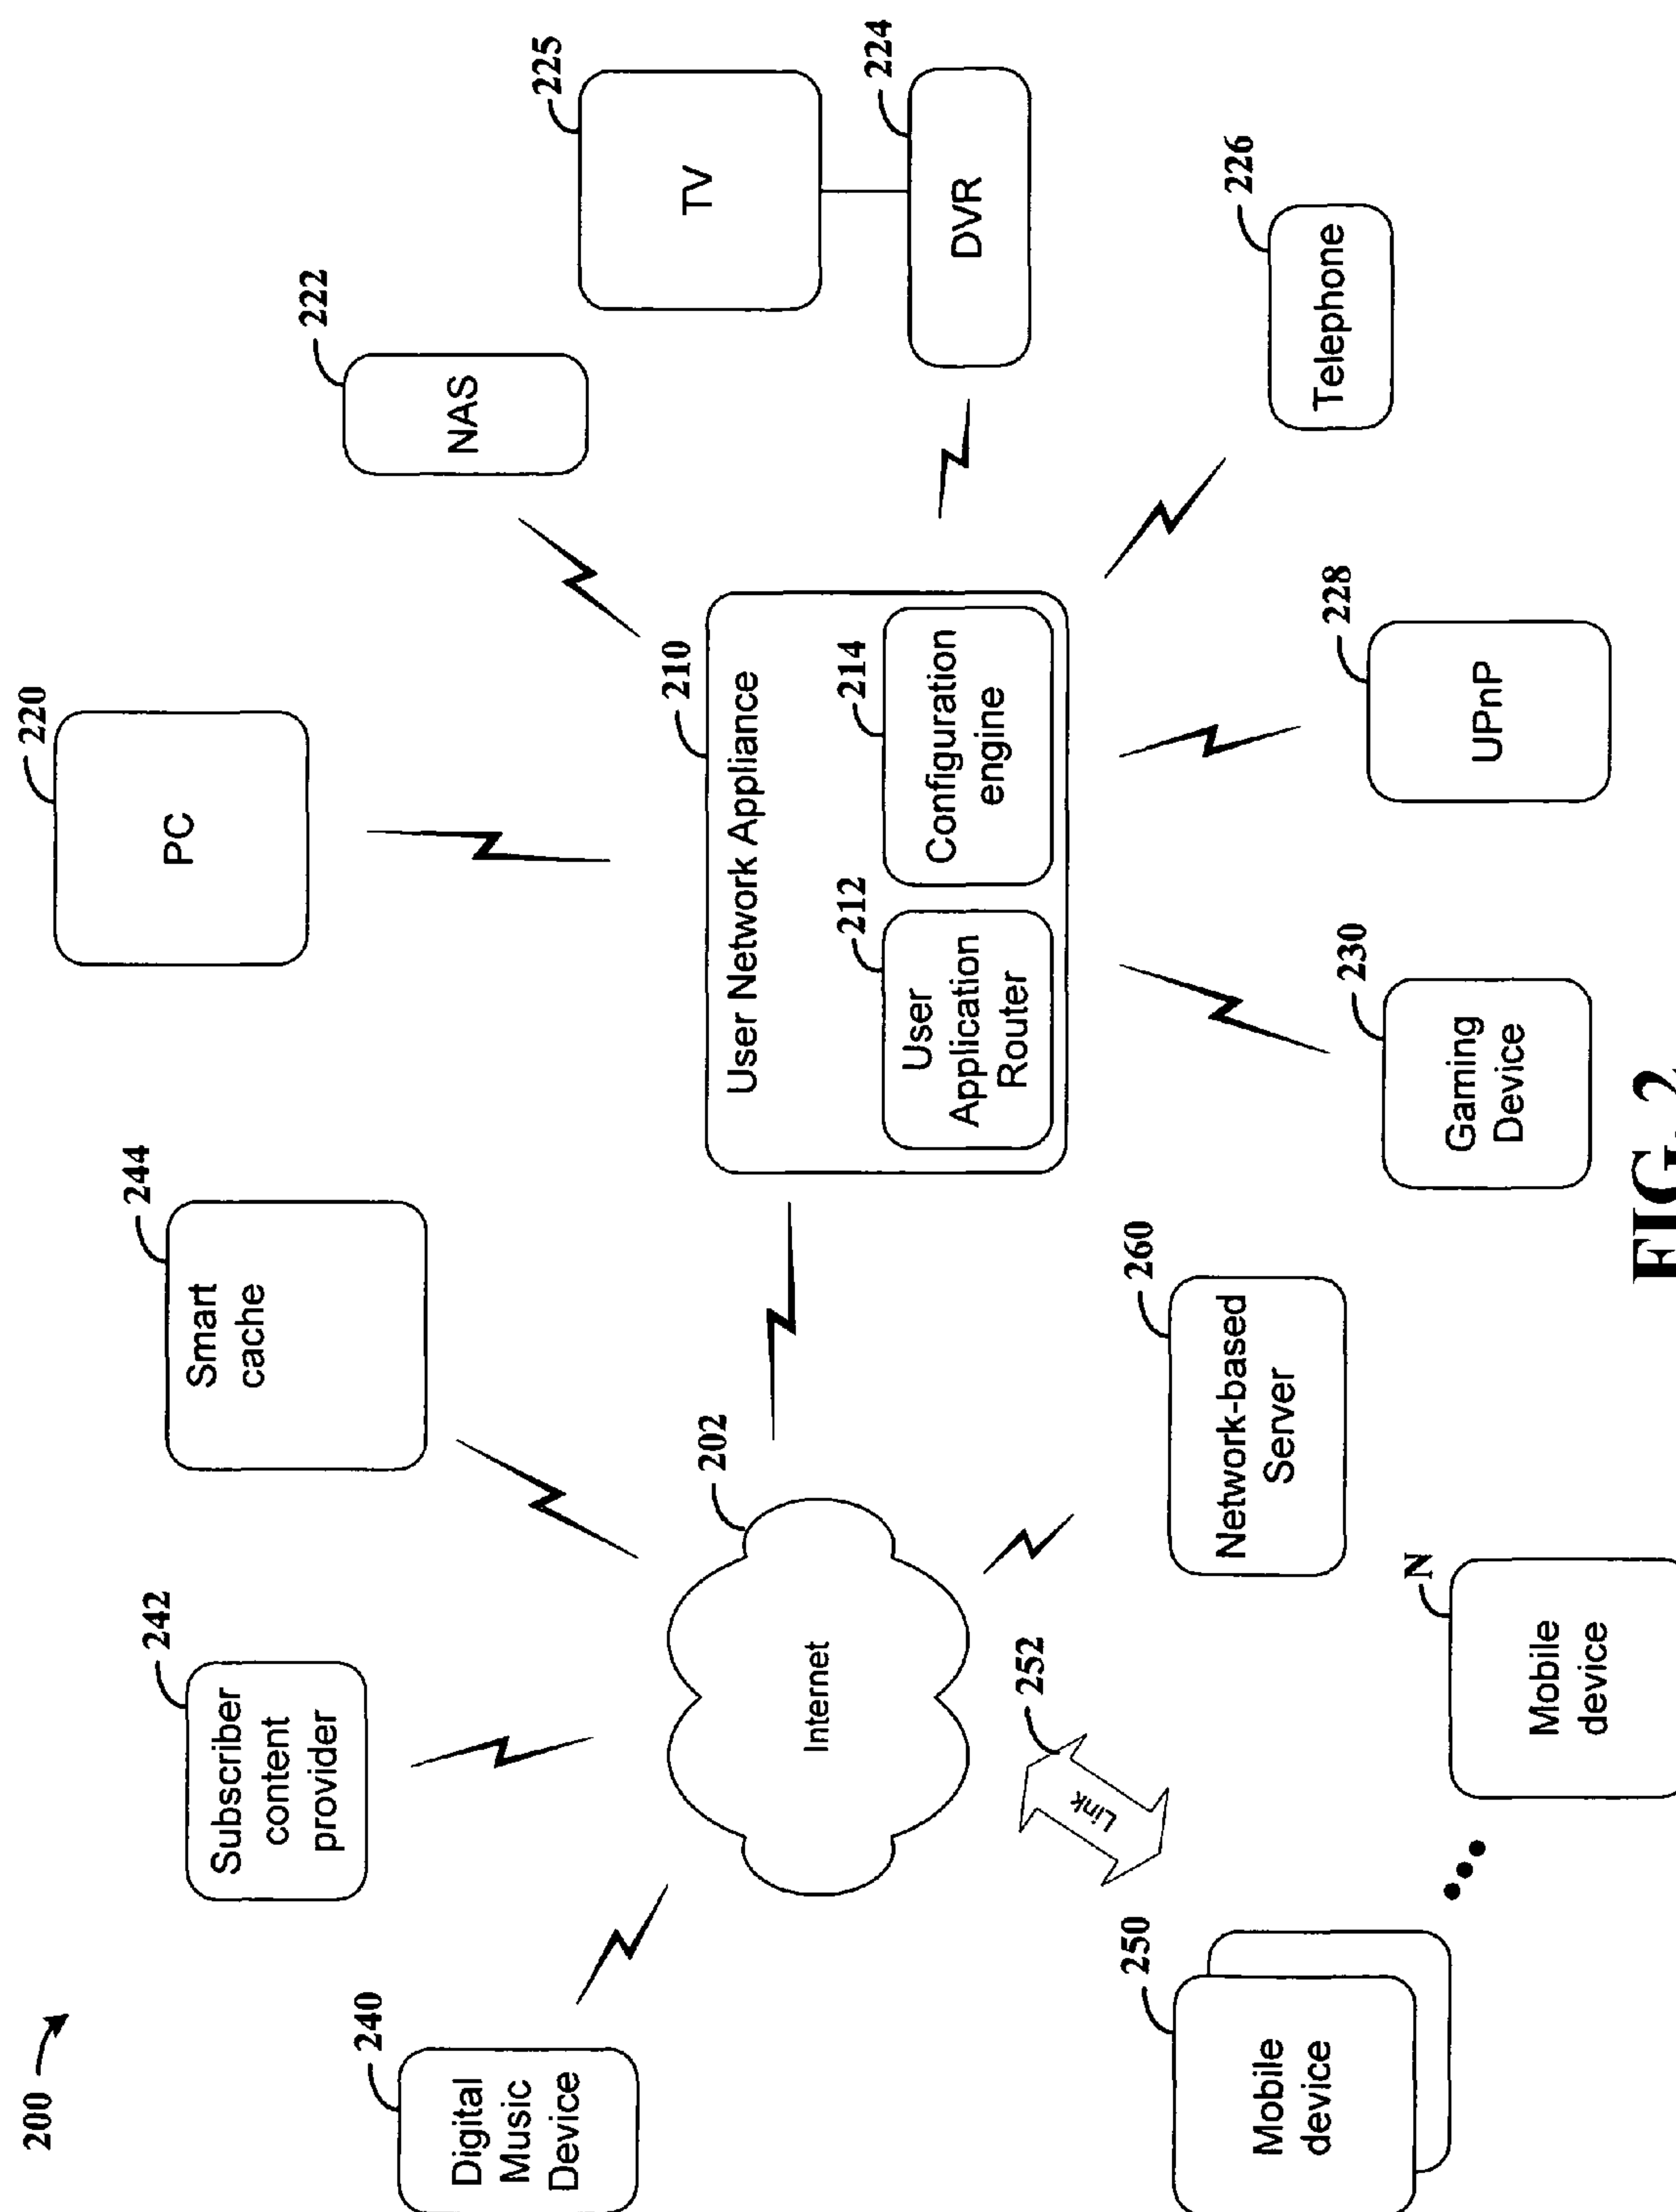 200
240
Digital
Music
Device
242
Subscriber
content
provider
244
Smart
cache
220
PC
222
NAS
225
TV
224
DVR
202
Internet
210
User Network Appliance
212
User
Application
Router
214
Configuration
engine
226
Telephone
228
UPnP
230
Gaming
Device
260
Network-based
Server
252
Link
250
Mobile
device
N
Mobile
device
FIG. 2